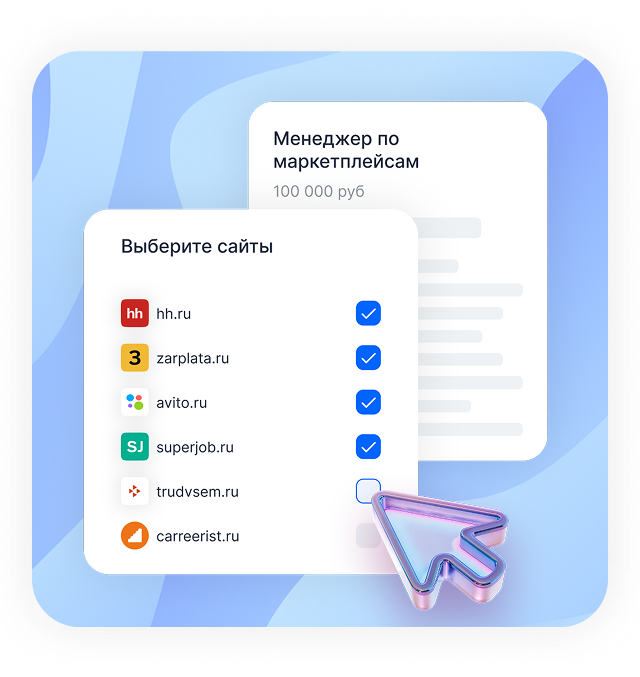 Менеджер по
маркетплейсам
100 000 руб
Выберите сайты
hh hh.ru
З zarplata.ru
avito.ru
SJ superjob.ru
trudvsem.ru
carreerist.ru